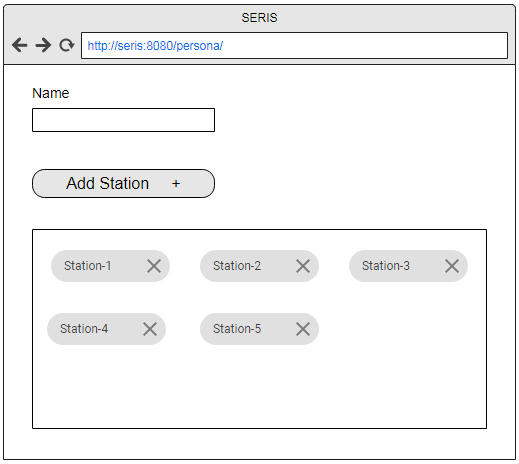 SERIS
http://seris:8080/persona/
Name
Add Station +
Station-1 Station-2 Station-3
Station-4 Station-5